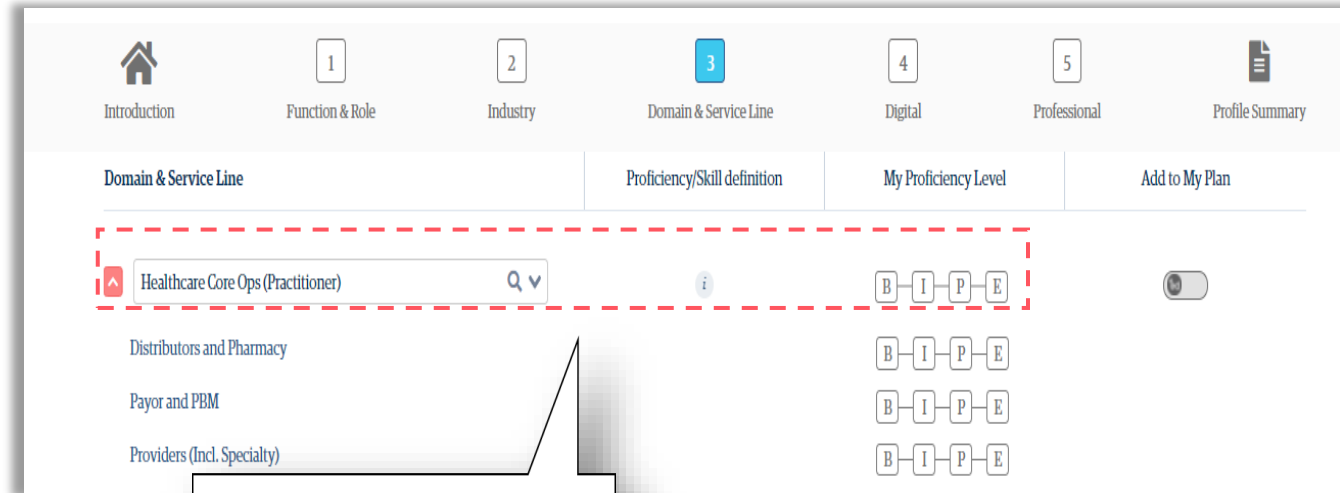 1 2 3 4 5
Introduction Function & Role Industry Domain & Service Line Digital Professional Profile Summary
Domain & Service Line Proficiency/Skill definition My Proficiency Level Add to My Plan
Healthcare Core Ops (Practitioner) i B I P E
Distributors and Pharmacy B I P E
Payor and PBM B I P E
Providers (Incl. Specialty) B I P E